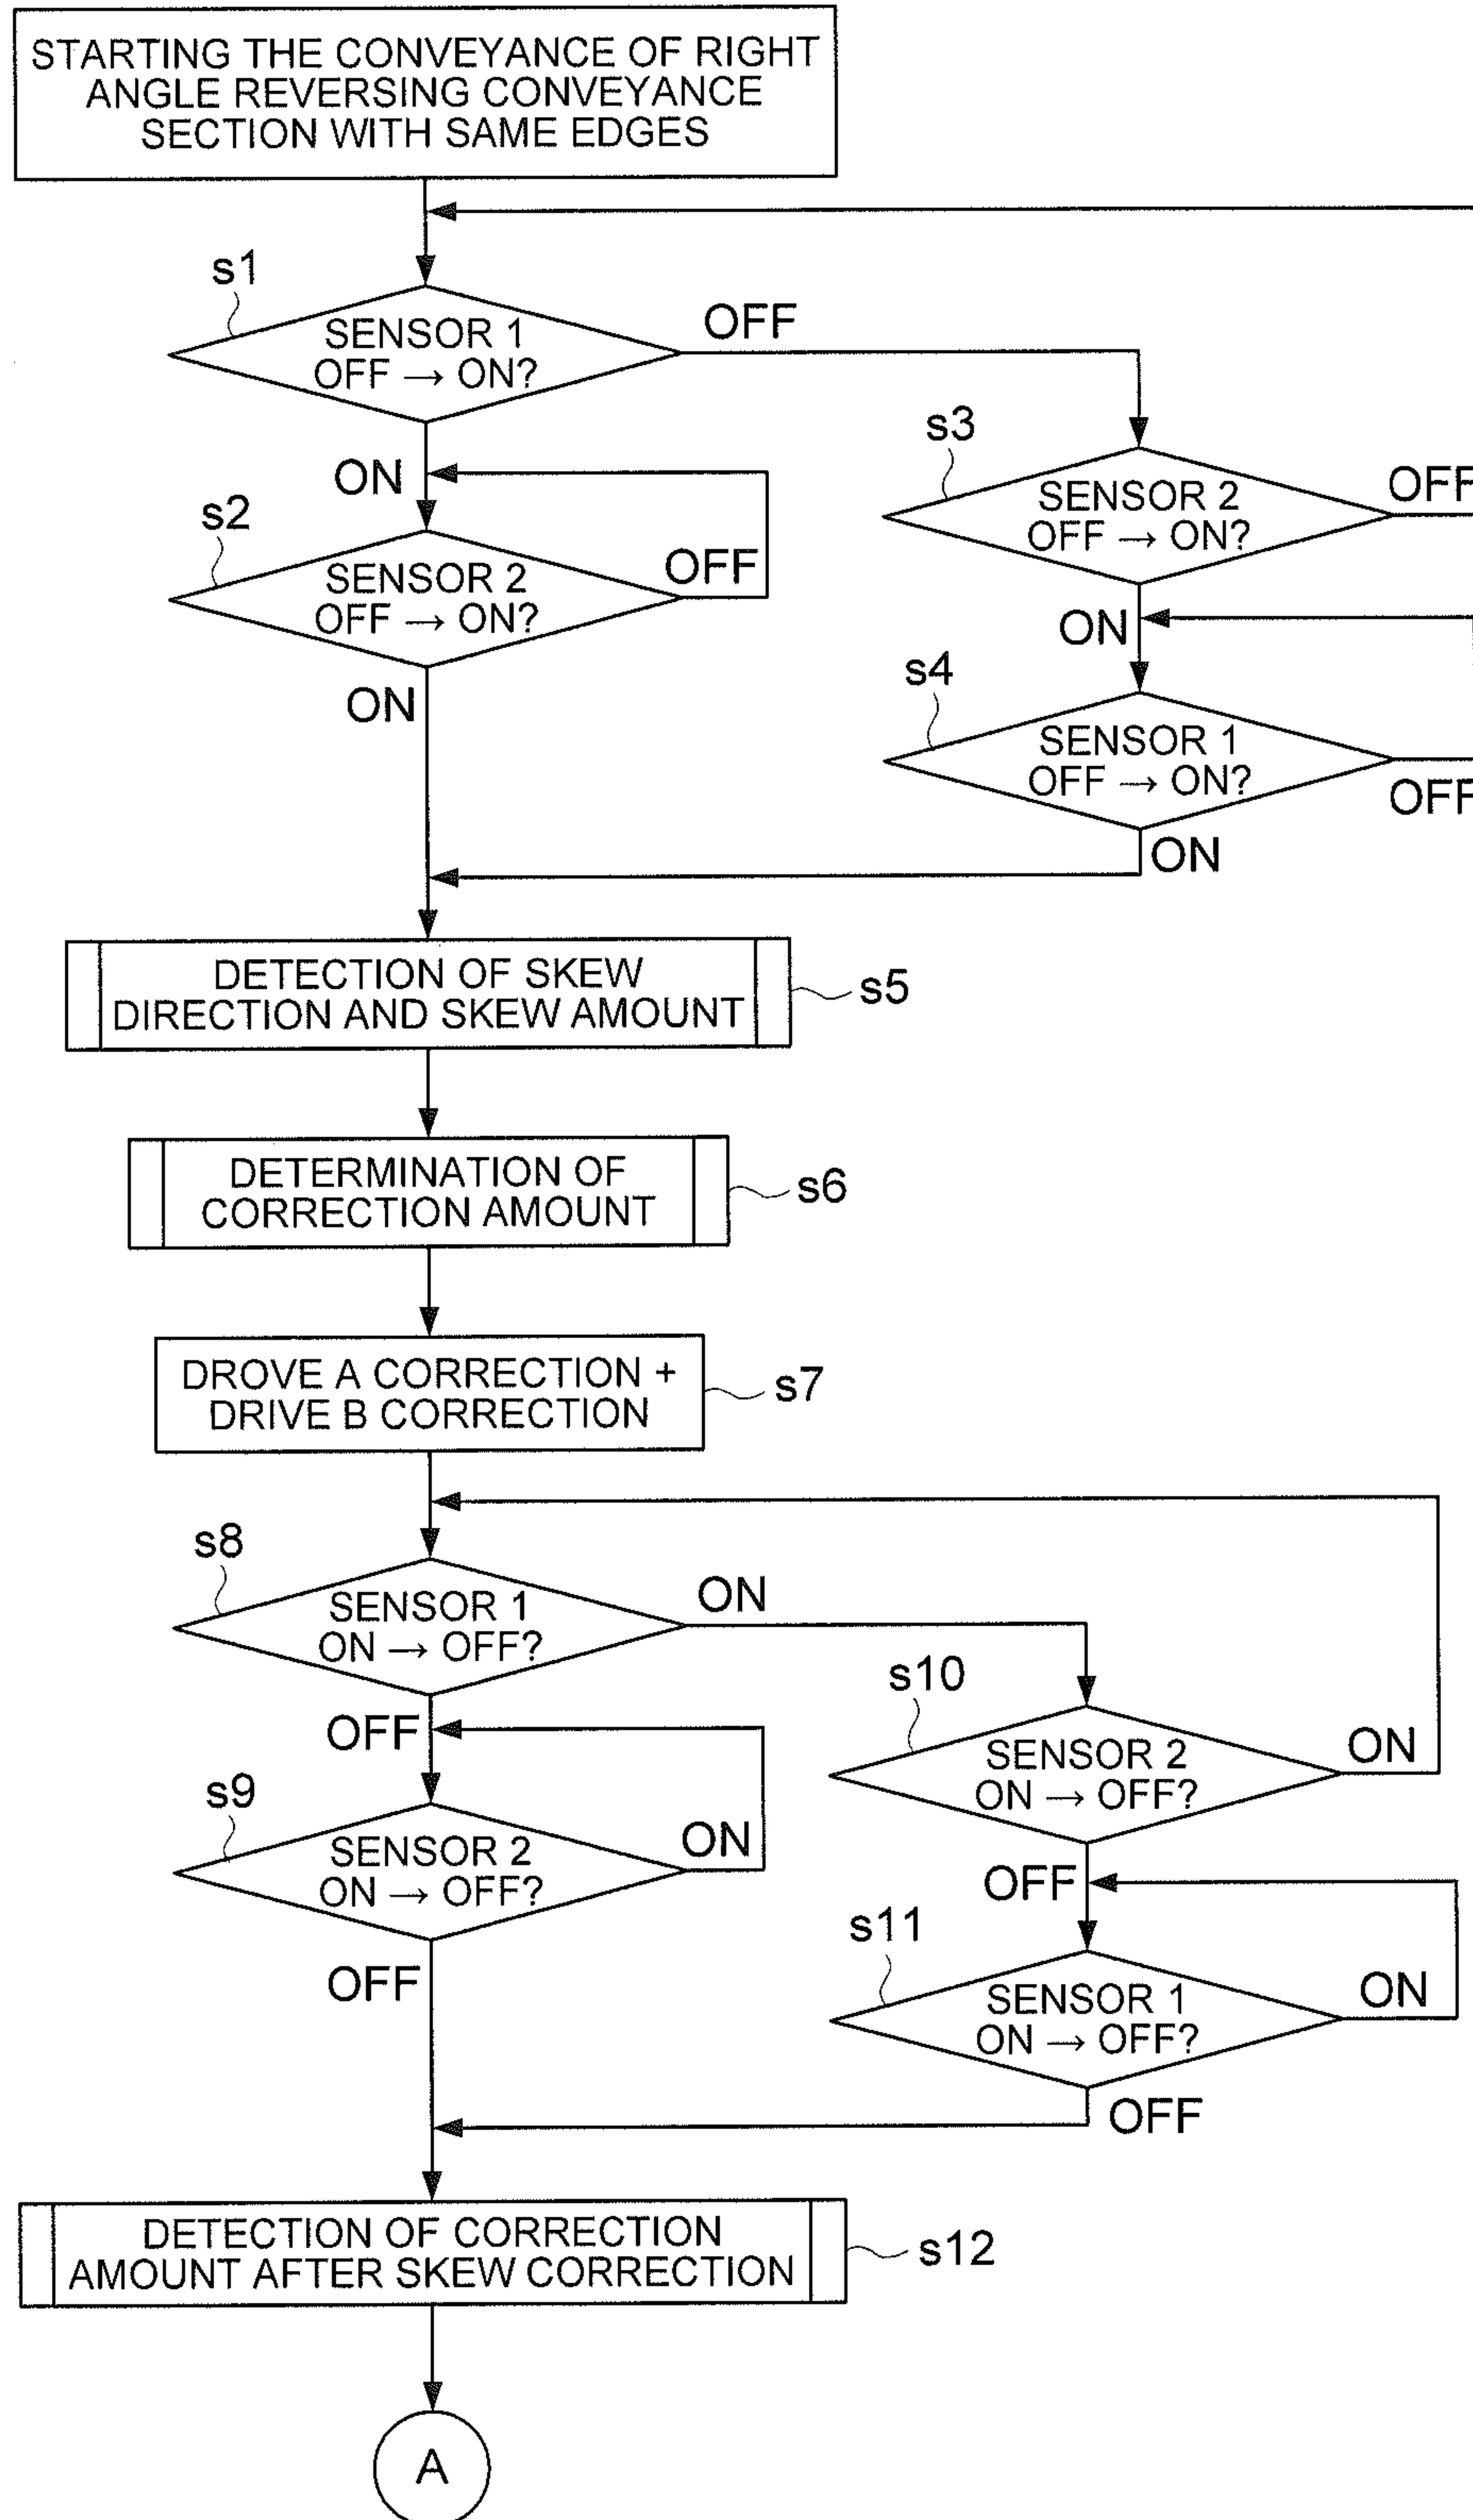 STARTING THE CONVEYANCE OF RIGHT
ANGLE REVERSING CONVEYANCE
SECTION WITH SAME EDGES
s1
SENSOR 1
OFF → ON?
OFF
ON
s3
SENSOR 2
OFF → ON?
OFF
s2
SENSOR 2
OFF → ON?
OFF
ON
ON
s4
SENSOR 1
OFF → ON?
OFF
ON
DETECTION OF SKEW
DIRECTION AND SKEW AMOUNT
s5
DETERMINATION OF
CORRECTION AMOUNT
s6
DROVE A CORRECTION +
DRIVE B CORRECTION
s7
s8
SENSOR 1
ON → OFF?
ON
OFF
s10
SENSOR 2
ON → OFF?
ON
s9
SENSOR 2
ON → OFF?
ON
OFF
OFF
s11
SENSOR 1
ON → OFF?
ON
OFF
DETECTION OF CORRECTION
AMOUNT AFTER SKEW CORRECTION
s12
A